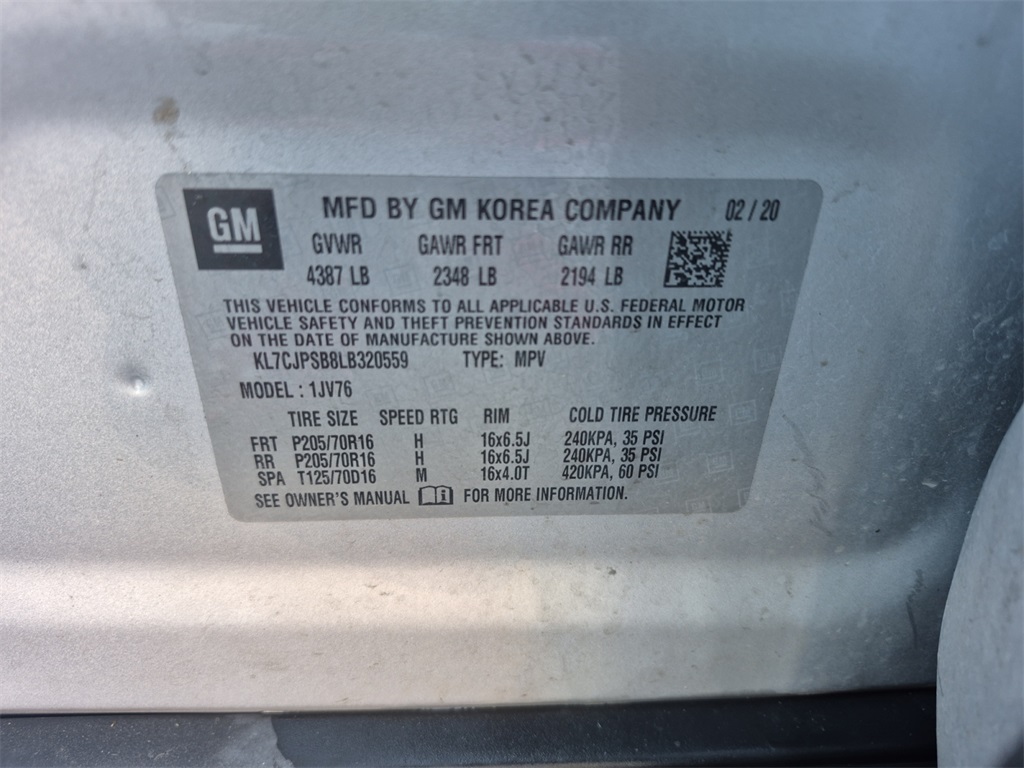 GM MFD BY GM KOREA COMPANY 02 / 20
GVWR GAWR FRT GAWR RR
4387 LB 2348 LB 2194 LB
THIS VEHICLE CONFORMS TO ALL APPLICABLE U.S. FEDERAL MOTOR
VEHICLE SAFETY AND THEFT PREVENTION STANDARDS IN EFFECT
ON THE DATE OF MANUFACTURE SHOWN ABOVE.
KL7CJPSB8LB320559 TYPE: MPV
MODEL : 1JV76
TIRE SIZE SPEED RTG RIM COLD TIRE PRESSURE
FRT P205/70R16 H 16x6.5J 240KPA, 35 PSI
RR P205/70R16 H 16x6.5J 240KPA, 35 PSI
SPA T125/70D16 M 16x4.0T 420KPA, 60 PSI
SEE OWNER'S MANUAL FOR MORE INFORMATION.